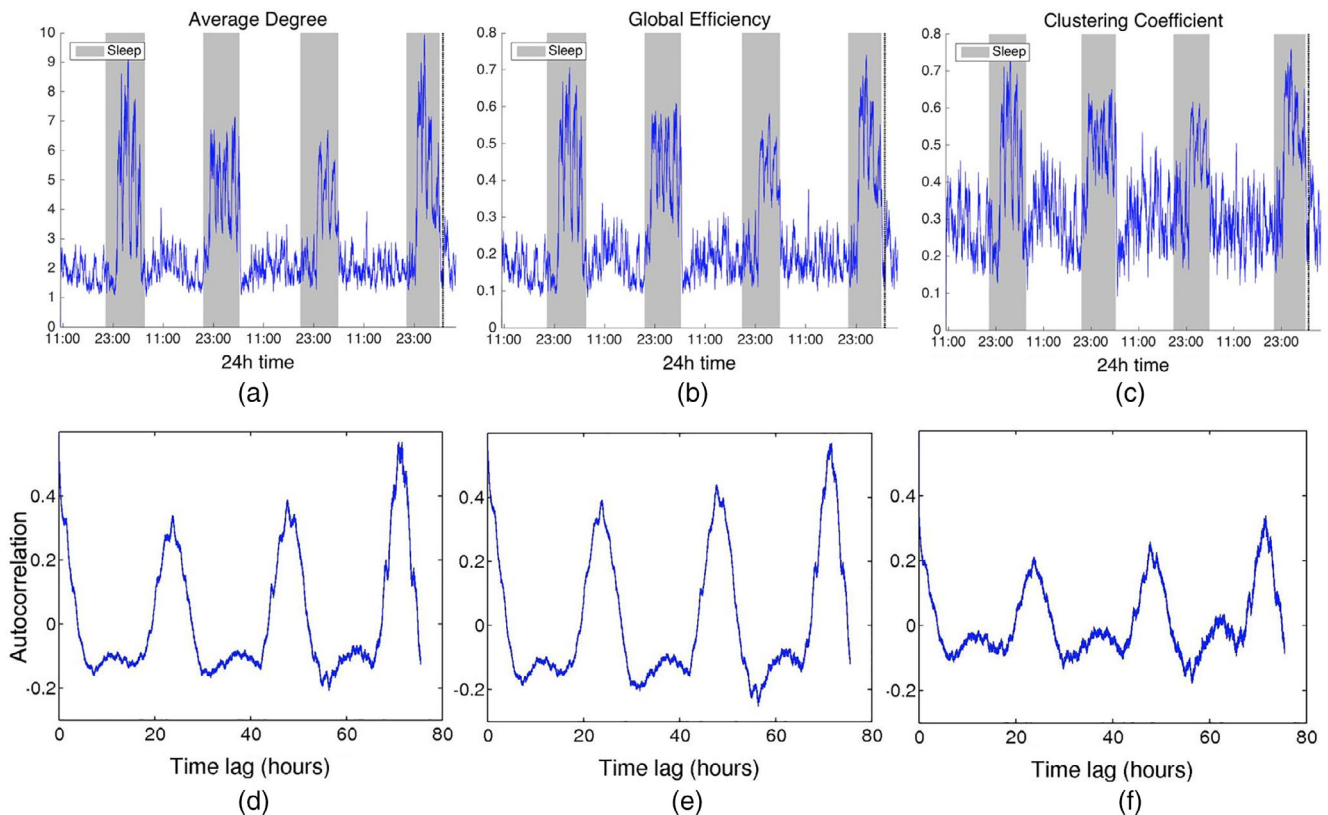 Average Degree
Global Efficiency
Clustering Coefficient
10
9
8
7
6
5
4
3
2
1
0
Sleep
11:00 23:00 11:00 23:00 11:00 23:00 11:00 23:00
24h time
(a)
0.8
0.7
0.6
0.5
0.4
0.3
0.2
0.1
0
Sleep
11:00 23:00 11:00 23:00 11:00 23:00 11:00 23:00
24h time
(b)
0.8
0.7
0.6
0.5
0.4
0.3
0.2
0.1
0
Sleep
11:00 23:00 11:00 23:00 11:00 23:00 11:00 23:00
24h time
(c)
Autocorrelation
0.4
0.2
0
-0.2
0 20 40 60 80
Time lag (hours)
(d)
0.4
0.2
0
-0.2
0 20 40 60 80
Time lag (hours)
(e)
0.4
0.2
0
-0.2
0 20 40 60 80
Time lag (hours)
(f)